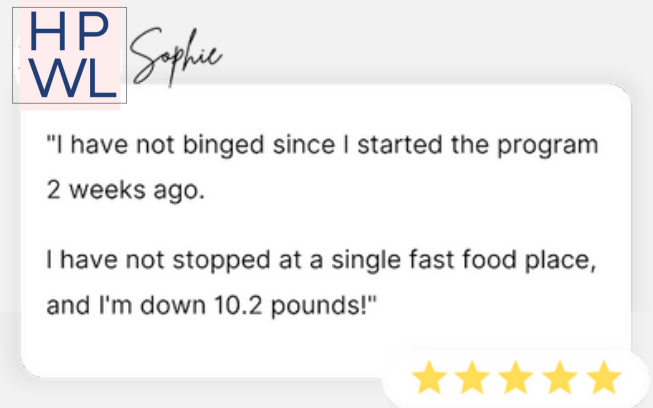 HP
WL
Sophie
"I have not binged since I started the program
2 weeks ago.
I have not stopped at a single fast food place,
and I'm down 10.2 pounds!"